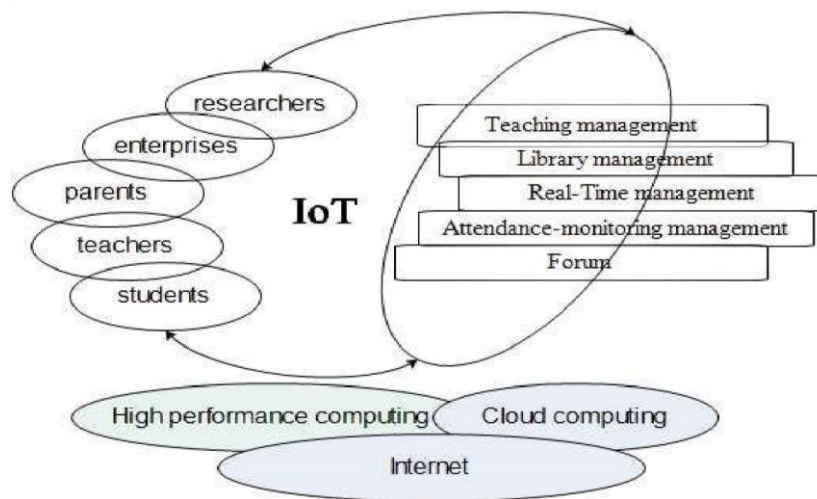 researchers
enterprises
parents
teachers
students
IoT
Teaching management
Library management
Real-Time management
Attendance-monitoring management
Forum
High performance computing
Cloud computing
Internet